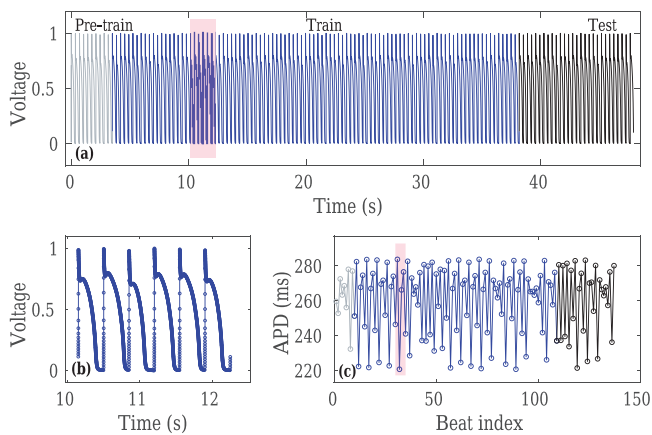 Pre-train Train Test
1
0.5
0
Voltage
(a)
0 10 20 30 40
Time (s)
1
0.5
0
Voltage
(b)
10 11 12
Time (s)
280
260
240
220
APD (ms)
(c)
0 50 100 150
Beat index